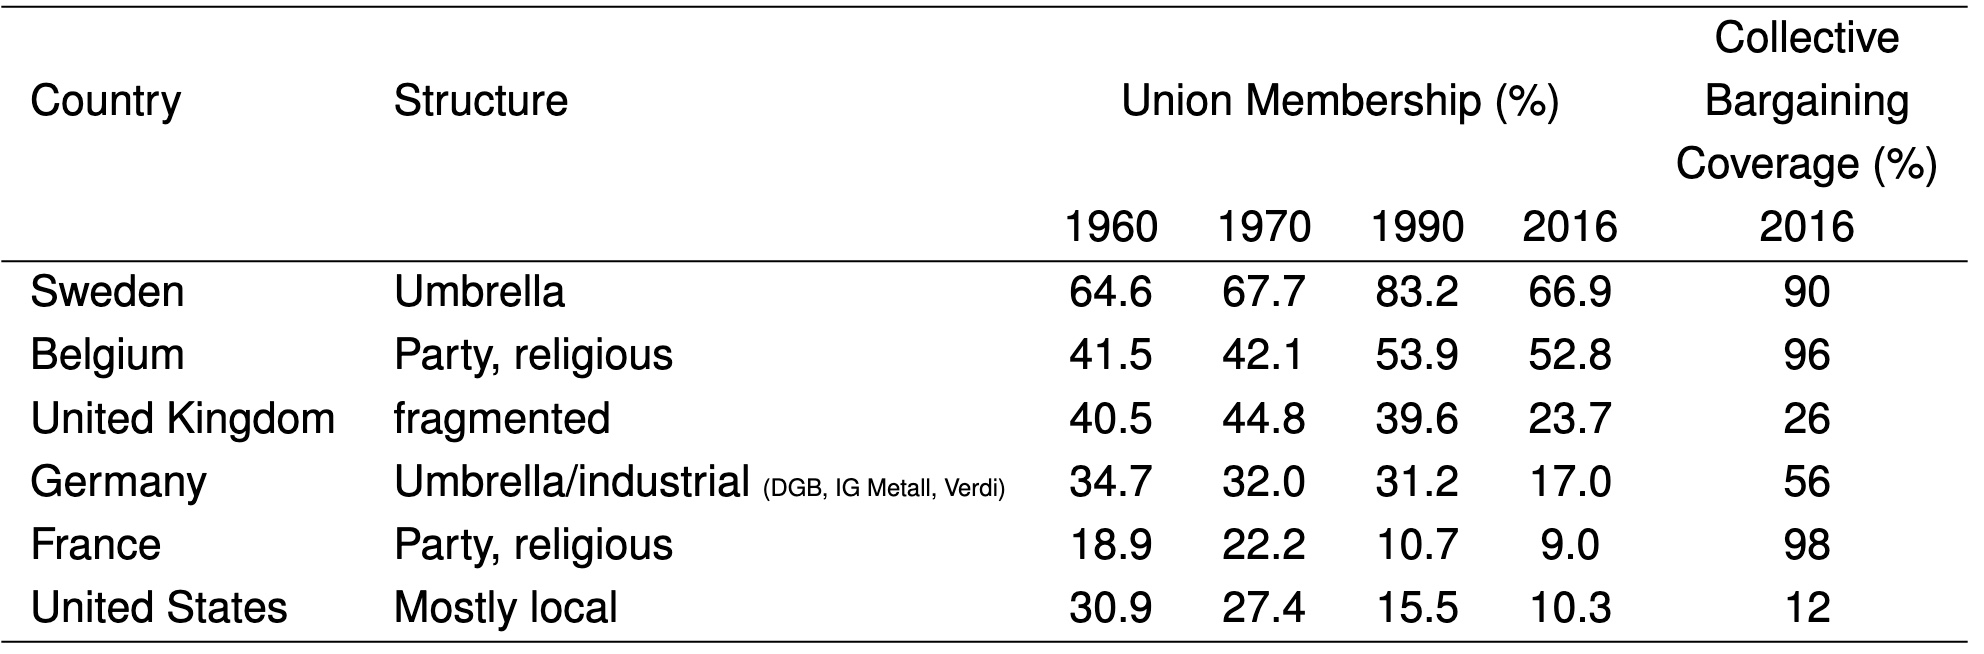 Collective
Country Structure Union Membership (%) Bargaining
Coverage (%)
1960 1970 1990 2016 2016
Sweden Umbrella 64.6 67.7 83.2 66.9 90
Belgium Party, religious 41.5 42.1 53.9 52.8 96
United Kingdom fragmented 40.5 44.8 39.6 23.7 26
Germany Umbrella/industrial (DGB, IG Metall, Verdi) 34.7 32.0 31.2 17.0 56
France Party, religious 18.9 22.2 10.7 9.0 98
United States Mostly local 30.9 27.4 15.5 10.3 12